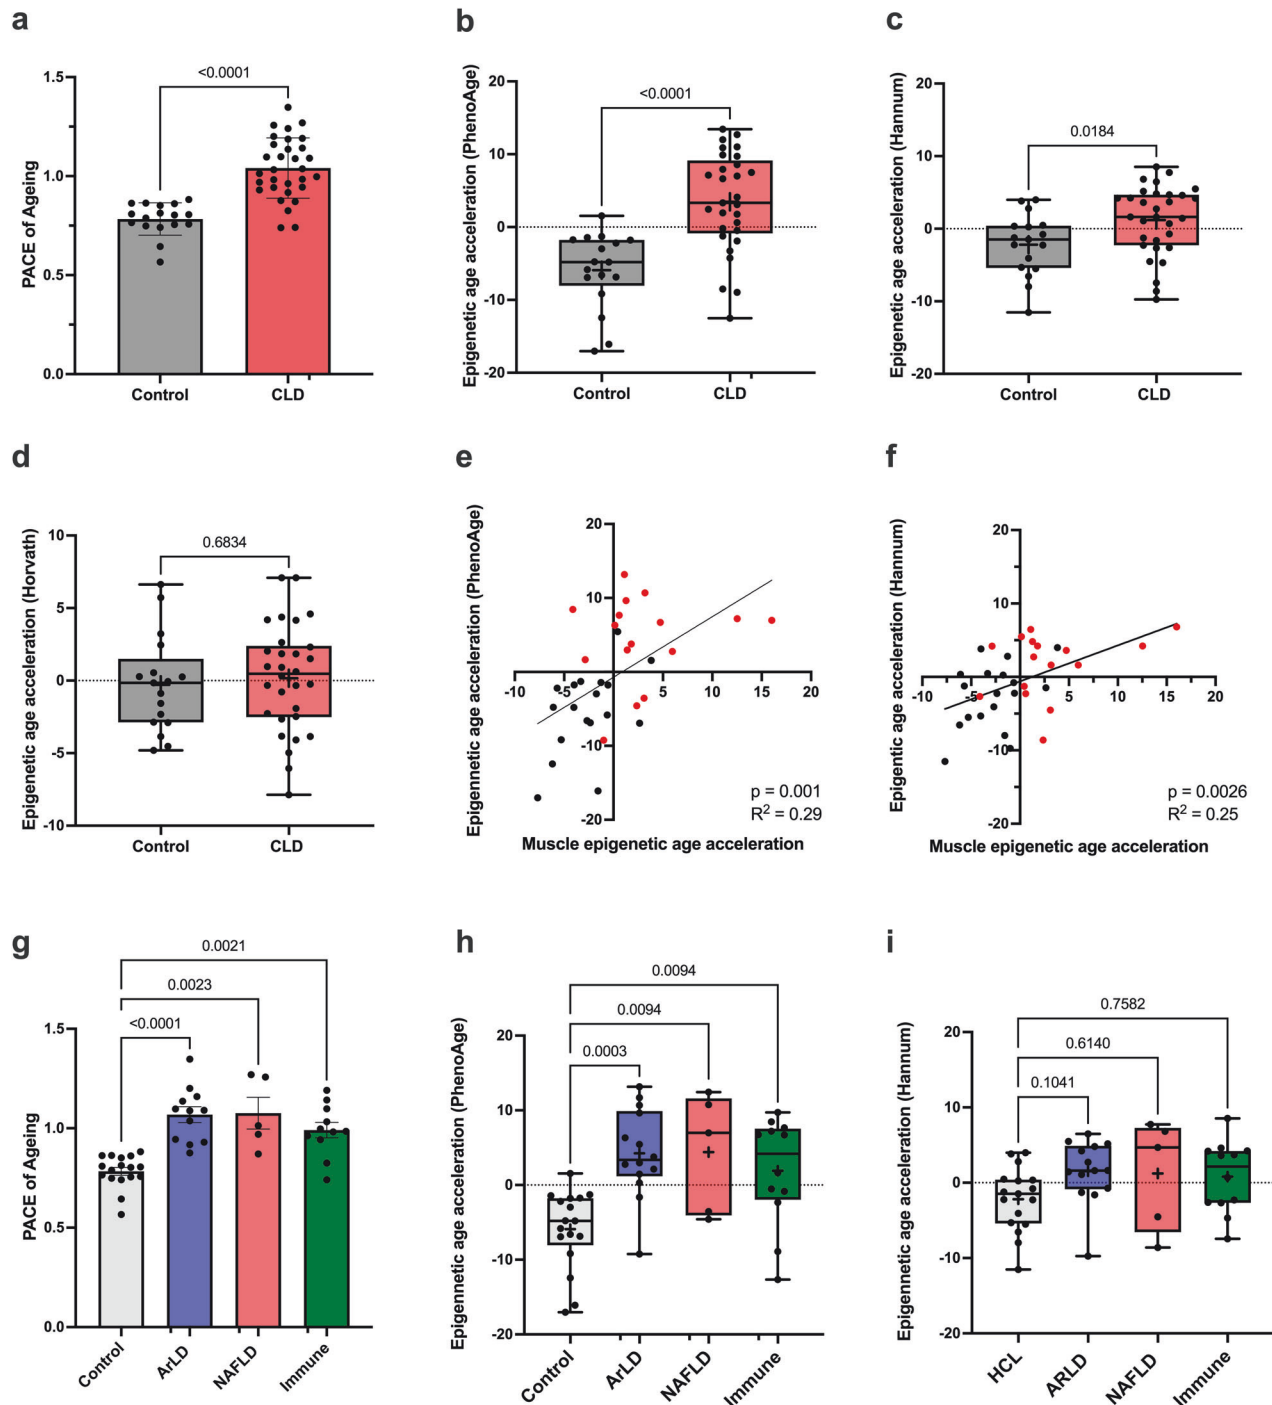 a
<0.0001
1.5
1.0
0.5
0.0
PACE of Ageing
Control
CLD
b
<0.0001
20
10
0
-10
-20
Epigenetic age acceleration (PhenoAge)
Control
CLD
c
0.0184
20
10
0
-10
-20
Epigenetic age acceleration (Hannum)
Control
CLD
d
0.6834
10
5
0
-5
-10
Epigenetic age acceleration (Horvath)
Control
CLD
e
Epigennetic age acceleration (PhenoAge)
20
10
-10
-20
-10
-5
5
10
15
20
p = 0.001
R2 = 0.29
Muscle epigenetic age acceleration
f
Epigentic age acceleration (Hannum)
20
10
-10
-20
-10
-5
5
10
15
20
p = 0.0026
R2 = 0.25
Muscle epigenetic age acceleration
g
0.0021
0.0023
<0.0001
1.5
1.0
0.5
0.0
PACE of Ageing
Control
ArLD
NAFLD
Immune
h
0.0094
0.0094
0.0003
20
10
0
-10
-20
Epigennetic age acceleration (PhenoAge)
Control
ArLD
NAFLD
Immune
i
0.7582
0.6140
0.1041
20
10
0
-10
-20
Epigennetic age acceleration (Hannum)
HCL
ARLD
NAFLD
Immune